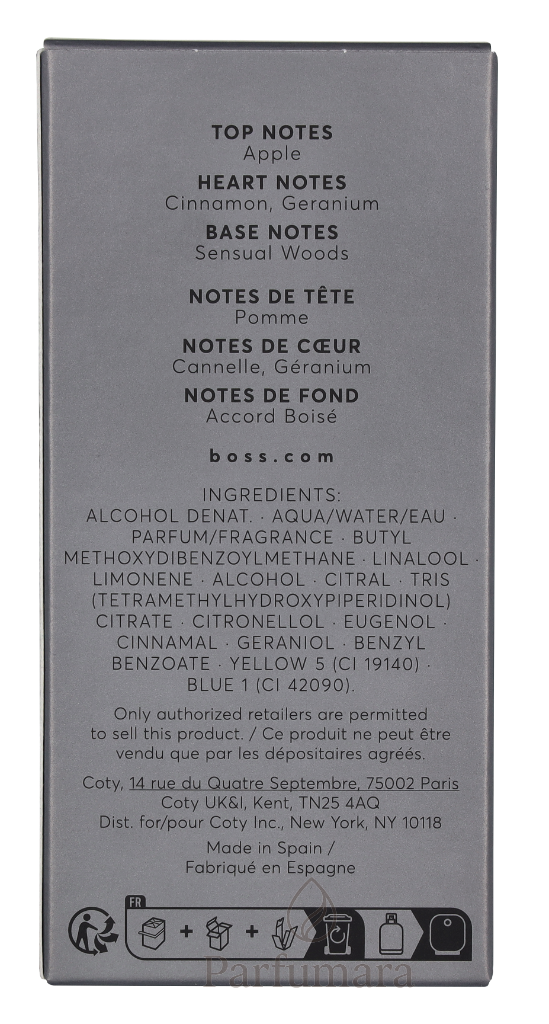 TOP NOTES
Apple
HEART NOTES
Cinnamon, Geranium
BASE NOTES
Sensual Woods
NOTES DE TÊTE
Pomme
NOTES DE CŒUR
Cannelle, Géranium
NOTES DE FOND
Accord Boisé
boss.com
INGREDIENTS:
ALCOHOL DENAT. · AQUA/WATER/EAU ·
PARFUM/FRAGRANCE · BUTYL
METHOXYDIBENZOYLMETHANE · LINALOOL ·
LIMONENE · ALCOHOL · CITRAL · TRIS
(TETRAMETHYLHYDROXYPIPERIDINOL)
CITRATE · CITRONELLOL · EUGENOL ·
CINNAMAL · GERANIOL · BENZYL
BENZOATE · YELLOW 5 (CI 19140) ·
BLUE 1 (CI 42090).
Only authorized retailers are permitted
to sell this product. / Ce produit ne peut être
vendu que par les dépositaires agréés.
Coty, 14 rue du Quatre Septembre, 75002 Paris
Coty UK&I, Kent, TN25 4AQ
Dist. for/pour Coty Inc., New York, NY 10118
Made in Spain /
Fabriqué en Espagne
FR
+ +
Parfumara